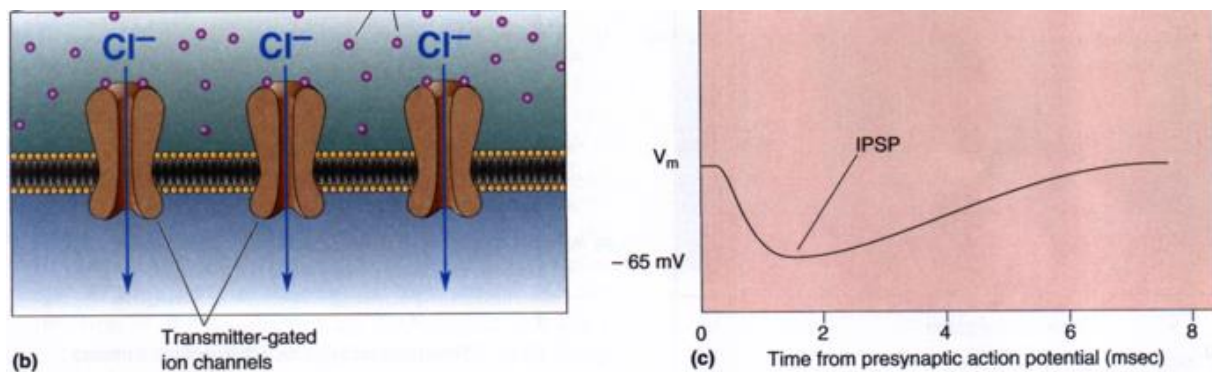 Cl⁻ Cl⁻ Cl⁻
Transmitter-gated
ion channels
(b)
Vm
IPSP
– 65 mV
0 2 4 6 8
(c) Time from presynaptic action potential (msec)